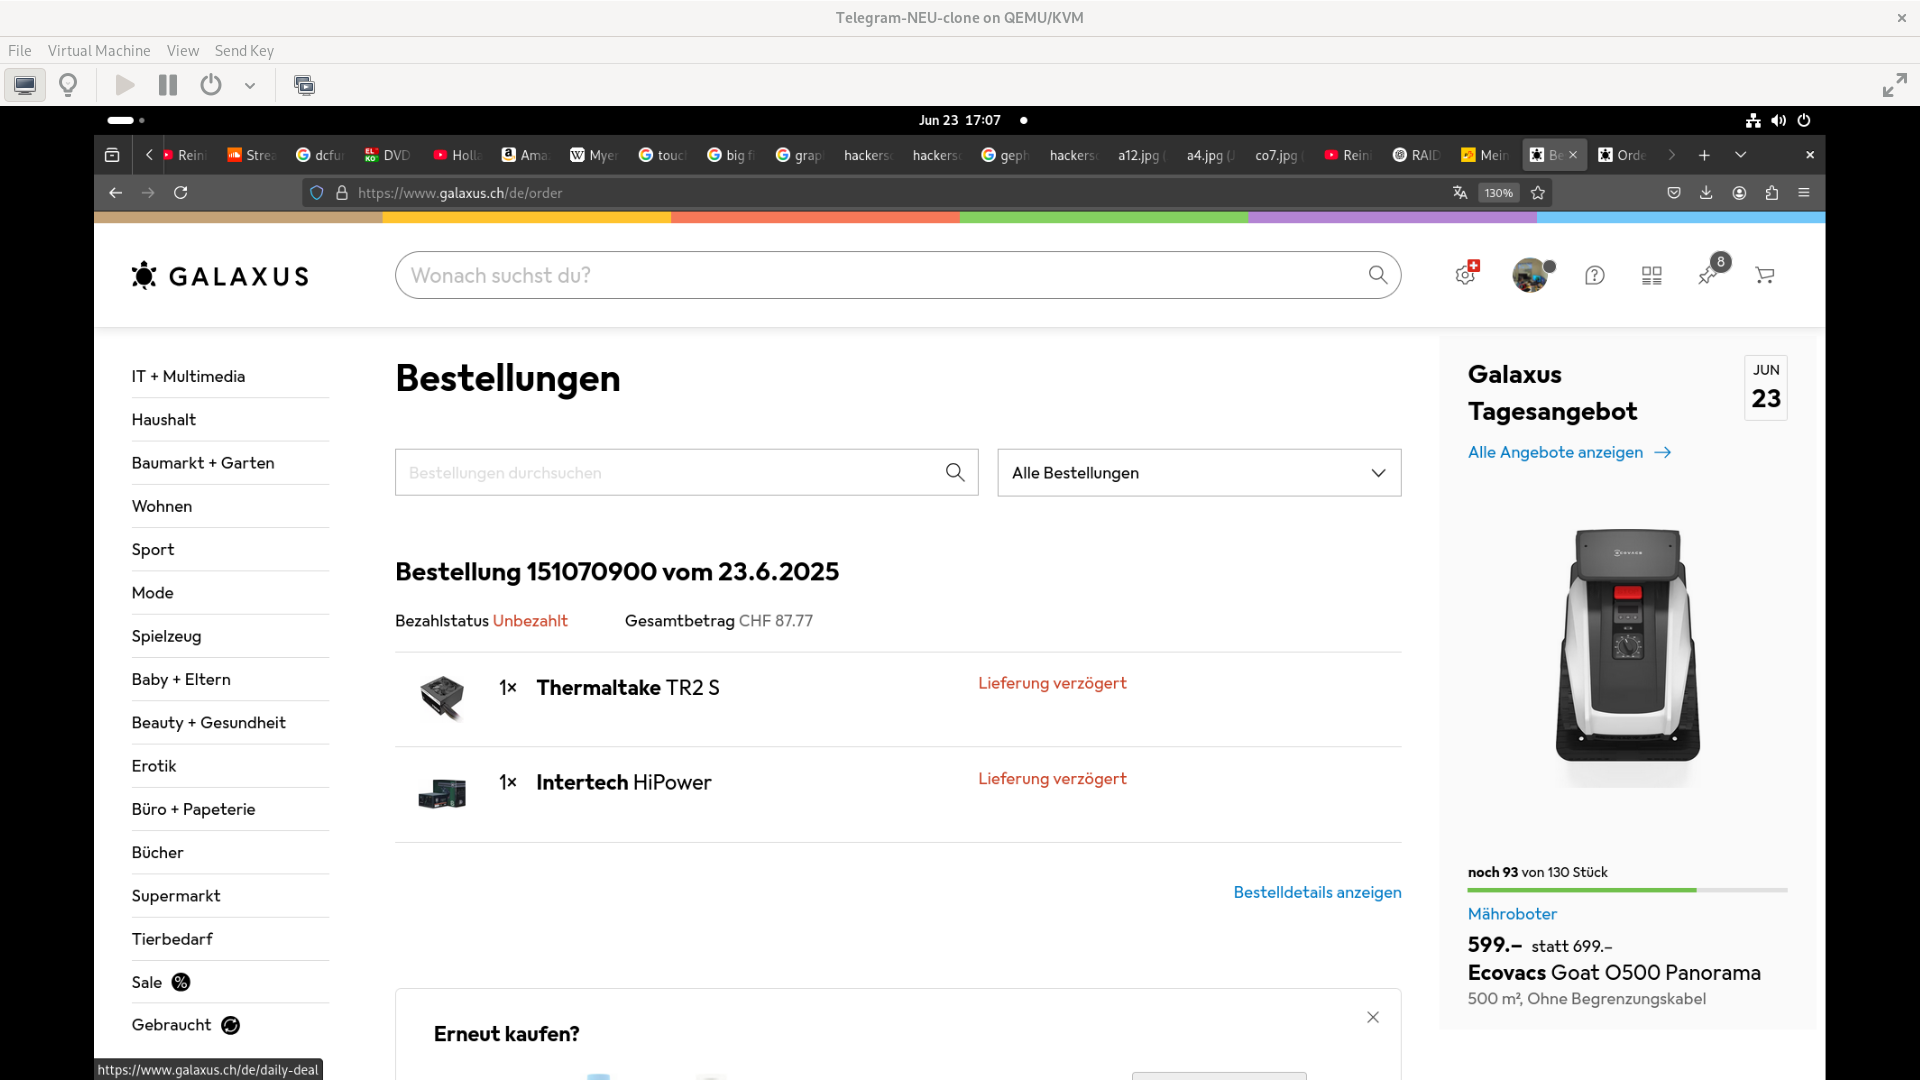 Telegram-NEU-clone on QEMU/KVM
File Virtual Machine View Send Key
Jun 23 17:07
Reini Strea dcfu DVD Holla Ama Myer touc big f grap hackersc hackersc geph hackersc a12.jpg ( a4.jpg (J co7.jpg Rein RAID Mein Be Orde
https://www.galaxus.ch/de/order 130%
GALAXUS
Wonach suchst du?
8
IT + Multimedia
Haushalt
Baumarkt + Garten
Wohnen
Sport
Mode
Spielzeug
Baby + Eltern
Beauty + Gesundheit
Erotik
Büro + Papeterie
Bücher
Supermarkt
Tierbedarf
Sale %
Gebraucht
https://www.galaxus.ch/de/daily-deal
Bestellungen
Bestellungen durchsuchen
Alle Bestellungen
Bestellung 151070900 vom 23.6.2025
Bezahlstatus Unbezahlt Gesamtbetrag CHF 87.77
1× Thermaltake TR2 S Lieferung verzögert
1× Intertech HiPower Lieferung verzögert
Bestelldetails anzeigen
Erneut kaufen?
Galaxus
Tagesangebot
JUN
23
Alle Angebote anzeigen
noch 93 von 130 Stück
Mähroboter
599.– statt 699.–
Ecovacs Goat O500 Panorama
500 m², Ohne Begrenzungskabel